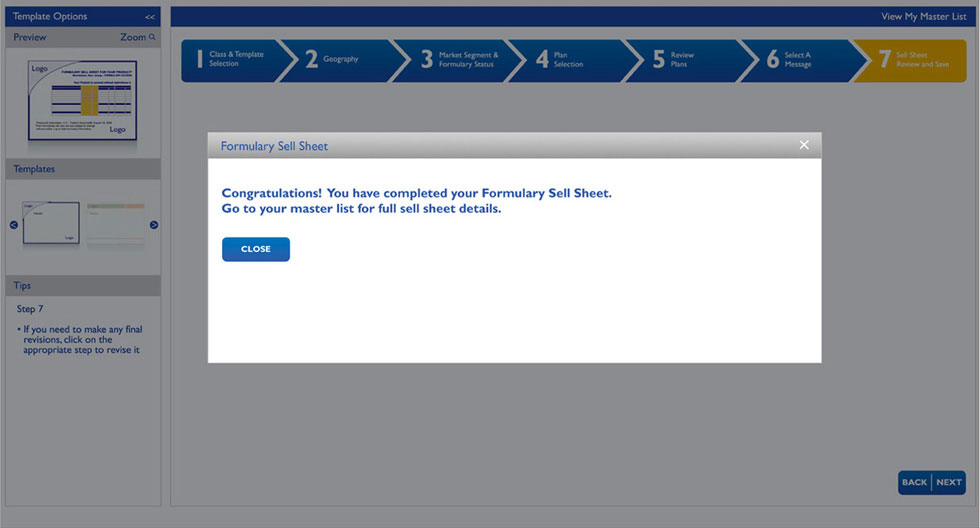 Template Options <<
View My Master List
Preview Zoom
Logo
FORMULARY SELL SHEET FOR YOUR PRODUCT
Logo
1 Class & Template
Selection
2 Geography
3 Market Segment &
Formulary Status
4 Plan
Selection
5 Review
Plans
6 Select A
Message
7 Sell Sheet
Review and Save
Templates
< >
Tips
Step 7
• If you need to make any final
revisions, click on the
appropriate step to revise it
Formulary Sell Sheet ×
Congratulations! You have completed your Formulary Sell Sheet.
Go to your master list for full sell sheet details.
CLOSE
BACK NEXT